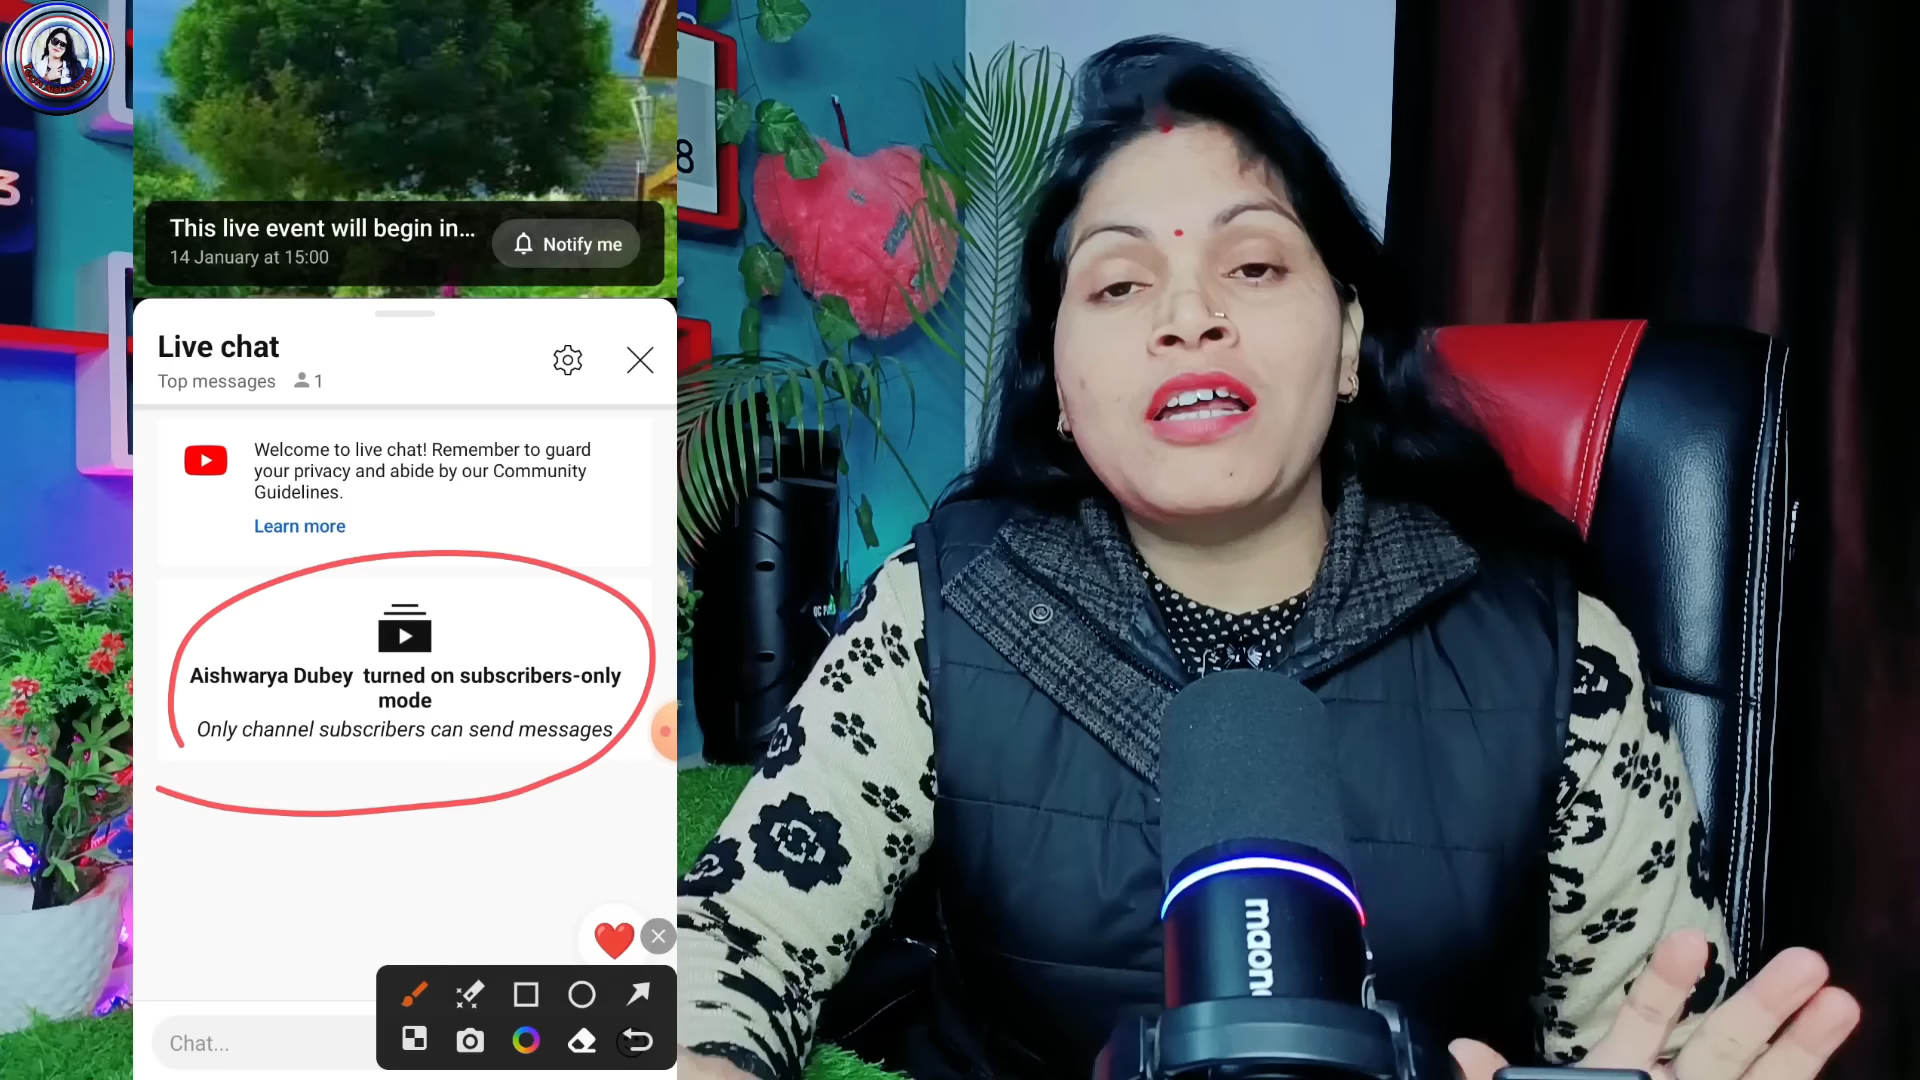 This live event will begin in...
14 January at 15:00
Notify me
Live chat
Top messages 1
Welcome to live chat! Remember to guard
your privacy and abide by our Community
Guidelines.
Learn more
Aishwarya Dubey turned on subscribers-only
mode
Only channel subscribers can send messages
Chat...
3
8
maono